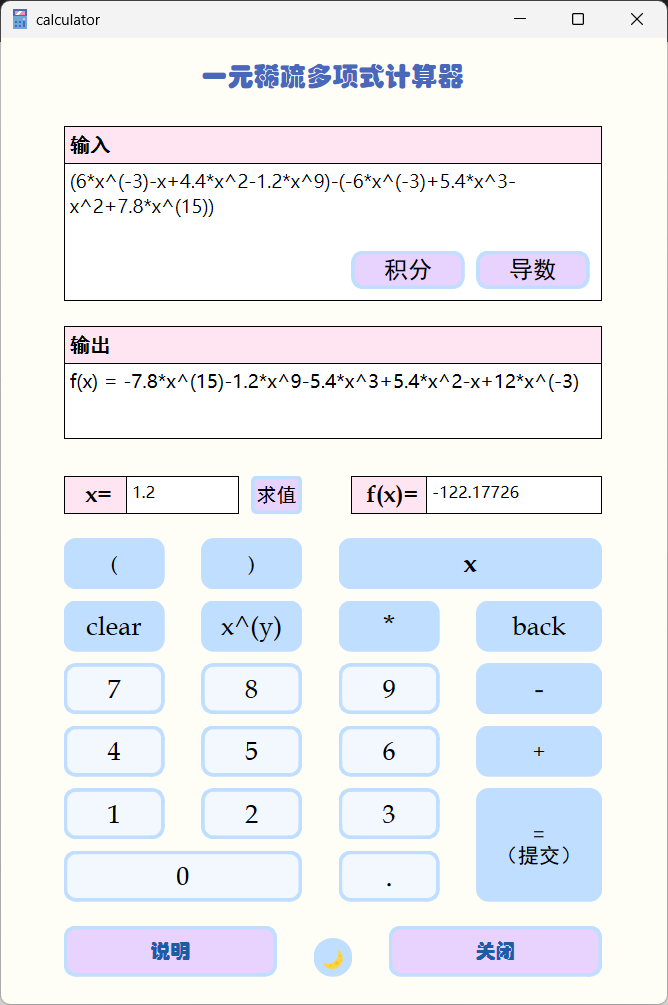 calculator
一元稀疏多项式计算器
输入
(6*x^(-3)-x+4.4*x^2-1.2*x^9)-(-6*x^(-3)+5.4*x^3-
x^2+7.8*x^(15))
积分 导数
输出
f(x) = -7.8*x^(15)-1.2*x^9-5.4*x^3+5.4*x^2-x+12*x^(-3)
x= 1.2 求值 f(x)= -122.17726
( ) x
clear x^(y) * back
7 8 9 -
4 5 6 +
1 2 3 =
（提交）
0 .
说明 关闭